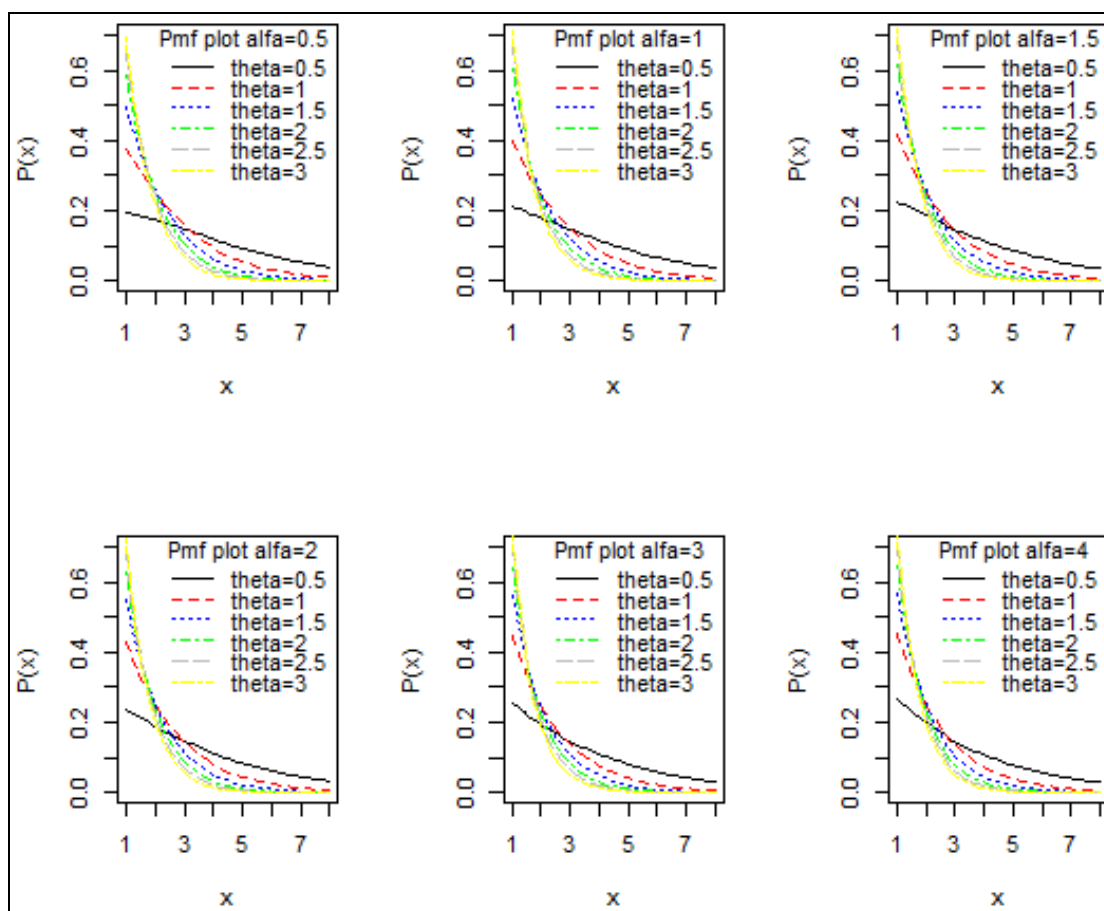 Pmf plot alfa=0.5
theta=0.5
theta=1
theta=1.5
theta=2
theta=2.5
theta=3
P(x)
0.0 0.2 0.4 0.6
1 3 5 7
x
Pmf plot alfa=1
theta=0.5
theta=1
theta=1.5
theta=2
theta=2.5
theta=3
P(x)
0.0 0.2 0.4 0.6
1 3 5 7
x
Pmf plot alfa=1.5
theta=0.5
theta=1
theta=1.5
theta=2
theta=2.5
theta=3
P(x)
0.0 0.2 0.4 0.6
1 3 5 7
x
Pmf plot alfa=2
theta=0.5
theta=1
theta=1.5
theta=2
theta=2.5
theta=3
P(x)
0.0 0.2 0.4 0.6
1 3 5 7
x
Pmf plot alfa=3
theta=0.5
theta=1
theta=1.5
theta=2
theta=2.5
theta=3
P(x)
0.0 0.2 0.4 0.6
1 3 5 7
x
Pmf plot alfa=4
theta=0.5
theta=1
theta=1.5
theta=2
theta=2.5
theta=3
P(x)
0.0 0.2 0.4 0.6
1 3 5 7
x